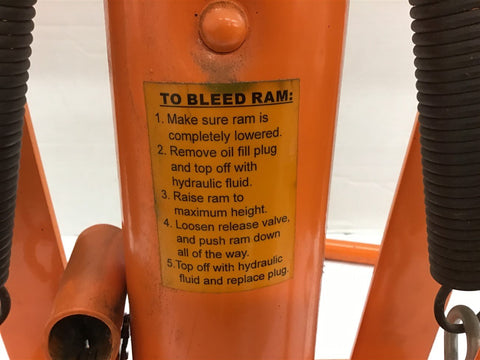 TO BLEED RAM:
1. Make sure ram is
completely lowered.
2. Remove oil fill plug
and top off with
hydraulic fluid.
3. Raise ram to
maximum height.
4. Loosen release valve,
and push ram down
all of the way.
5. Top off with hydraulic
fluid and replace plug.